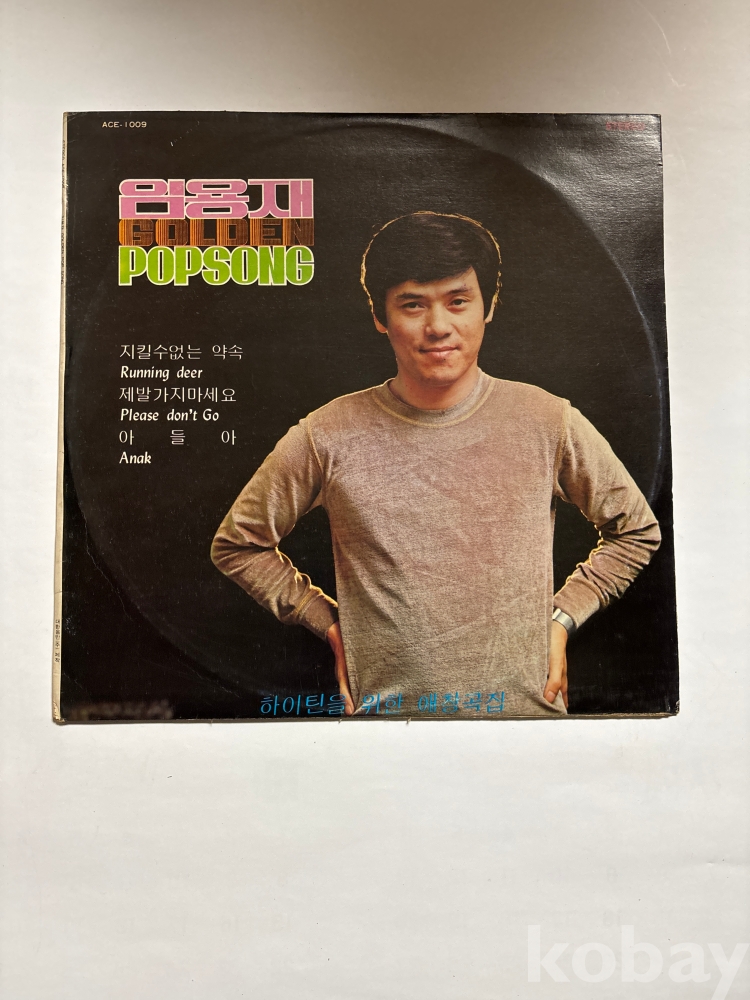 ACE-1009
STEREO
임용재
GOLDEN
POPSONG
지킬수없는 약속
Running deer
제발가지마세요
Please don't Go
아 들 아
Anak
하이틴을 위한 애창곡집
kobay